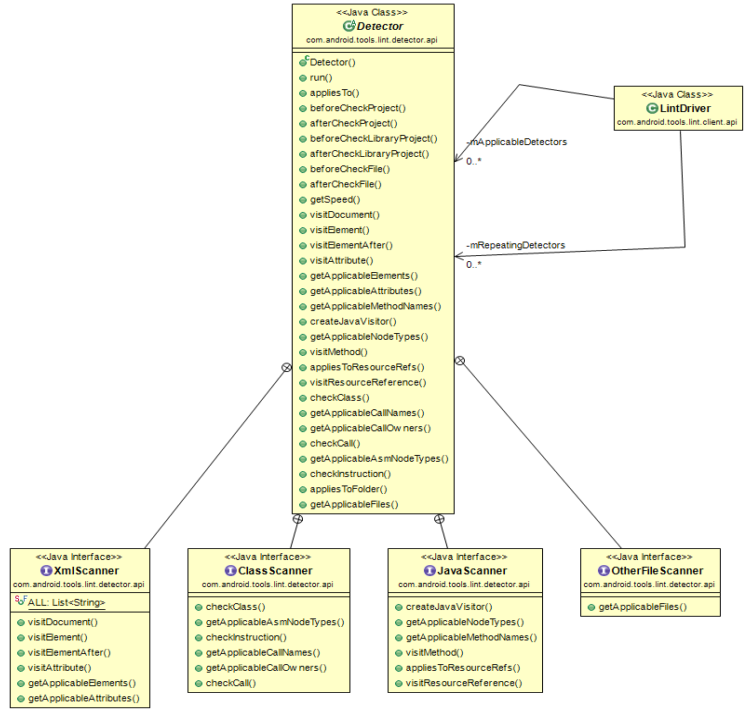 <<Java Class>>
Detector
com.android.tools.lint.detector.api
Detector()
run()
appliesTo()
beforeCheckProject()
afterCheckProject()
beforeCheckLibraryProject()
afterCheckLibraryProject()
beforeCheckFile()
afterCheckFile()
getSpeed()
visitDocument()
visitElement()
visitElementAfter()
visitAttribute()
getApplicableElements()
getApplicableAttributes()
getApplicableMethodNames()
createJavaVisitor()
getApplicableNodeTypes()
visitMethod()
appliesToResourceRefs()
visitResourceReference()
checkClass()
getApplicableCallNames()
getApplicableCallOwners()
checkCall()
getApplicableAsmNodeTypes()
checkInstruction()
appliesToFolder()
getApplicableFiles()
<<Java Class>>
LintDriver
com.android.tools.lint.client.api
-mApplicableDetectors
0..*
-mRepeatingDetectors
0..*
<<Java Interface>>
XmlScanner
com.android.tools.lint.detector.api
ALL: List<String>
visitDocument()
visitElement()
visitElementAfter()
visitAttribute()
getApplicableElements()
getApplicableAttributes()
<<Java Interface>>
ClassScanner
com.android.tools.lint.detector.api
checkClass()
getApplicableAsmNodeTypes()
checkInstruction()
getApplicableCallNames()
getApplicableCallOwners()
checkCall()
<<Java Interface>>
JavaScanner
com.android.tools.lint.detector.api
createJavaVisitor()
getApplicableNodeTypes()
getApplicableMethodNames()
visitMethod()
appliesToResourceRefs()
visitResourceReference()
<<Java Interface>>
OtherFileScanner
com.android.tools.lint.detector.api
getApplicableFiles()